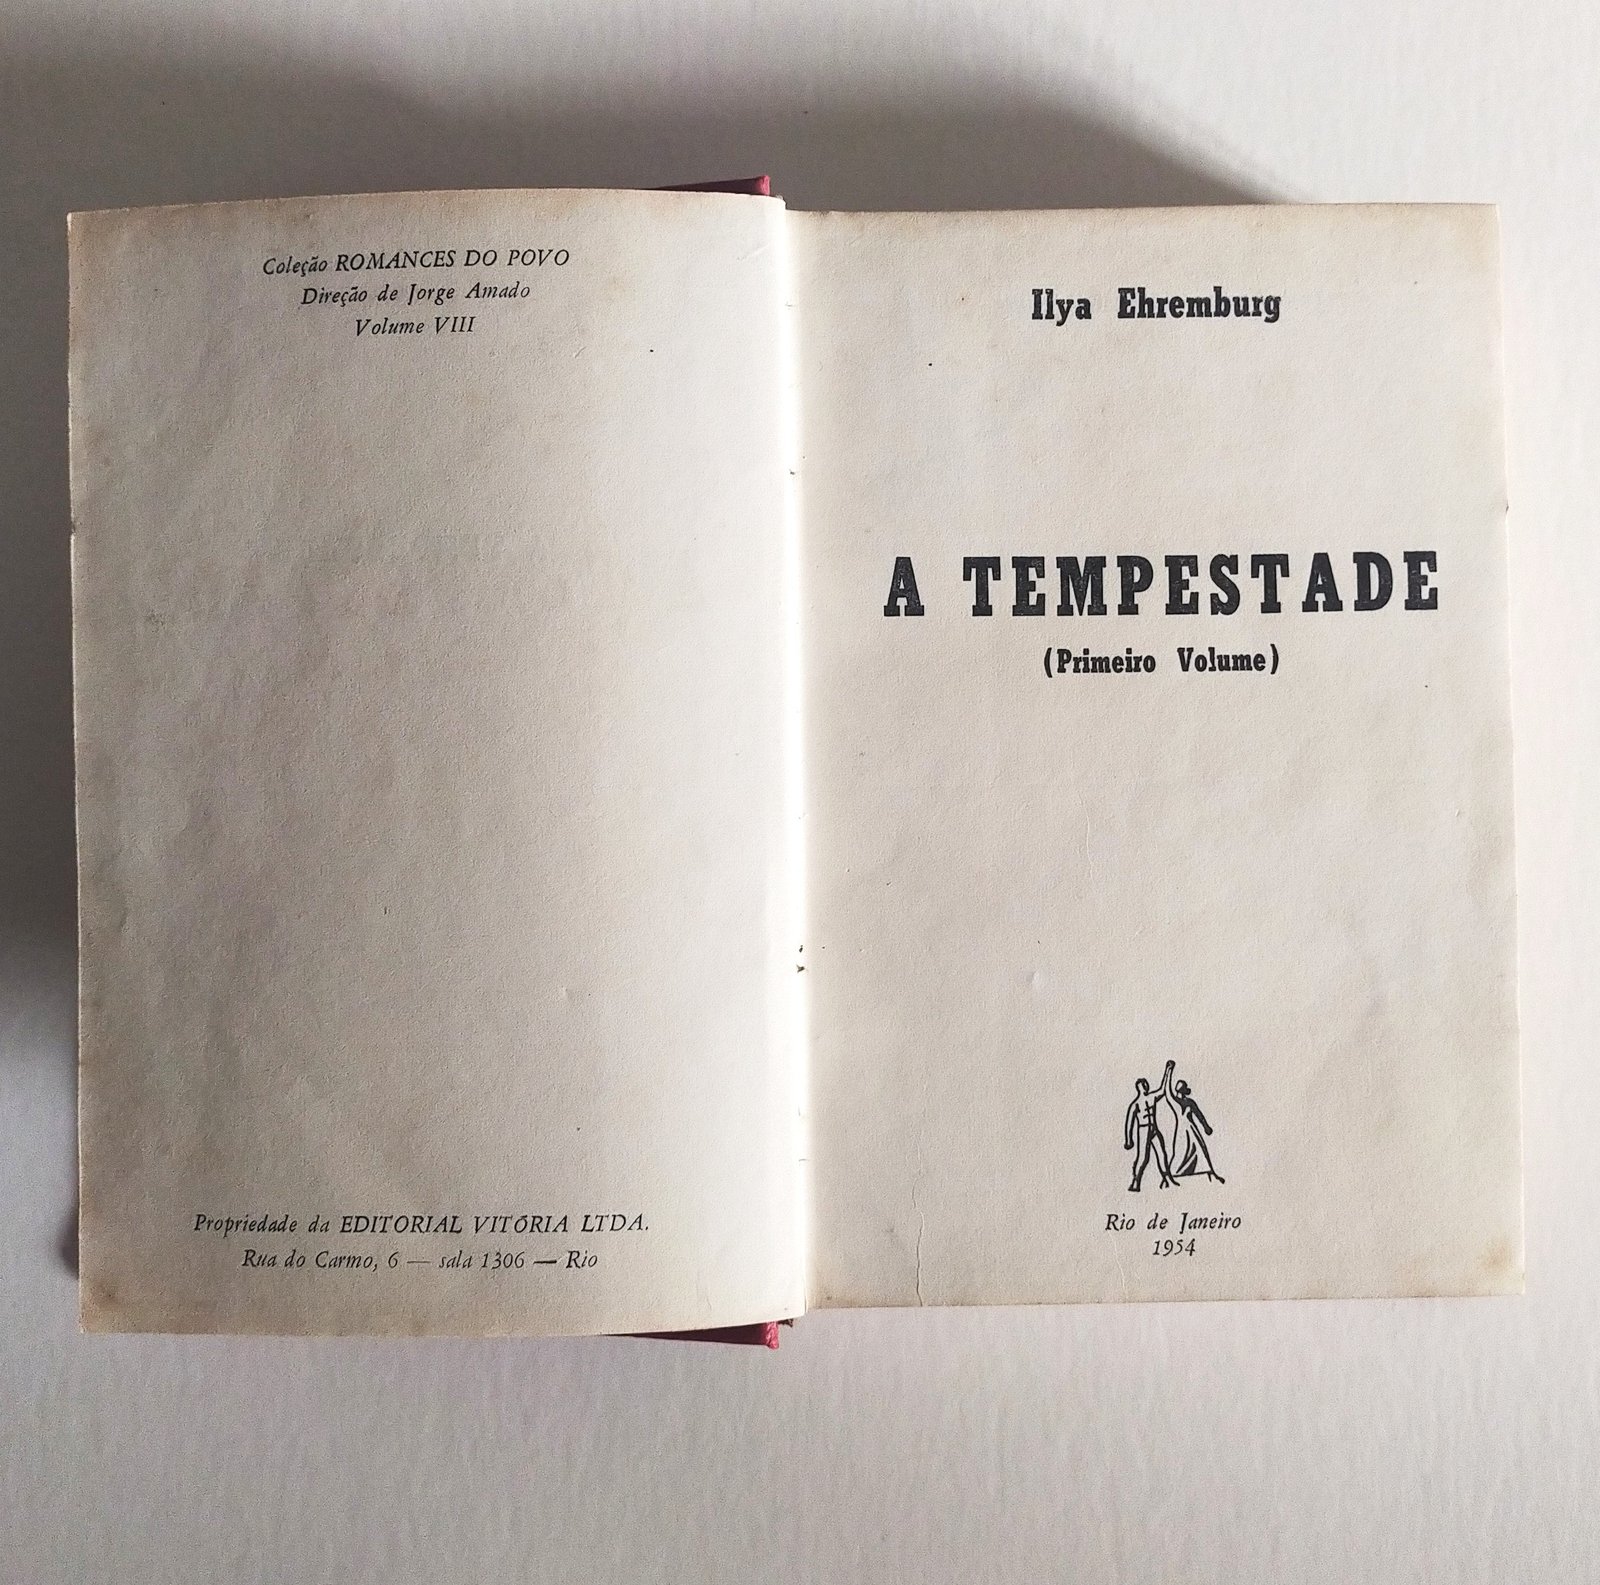 Coleção ROMANCES DO POVO
Direção de Jorge Amado
Volume VIII
Propriedade da EDITORIAL VITÓRIA LTDA.
Rua do Carmo, 6 — sala 1306 — Rio
Ilya Ehremburg
A TEMPESTADE
(Primeiro Volume)
Rio de Janeiro
1954